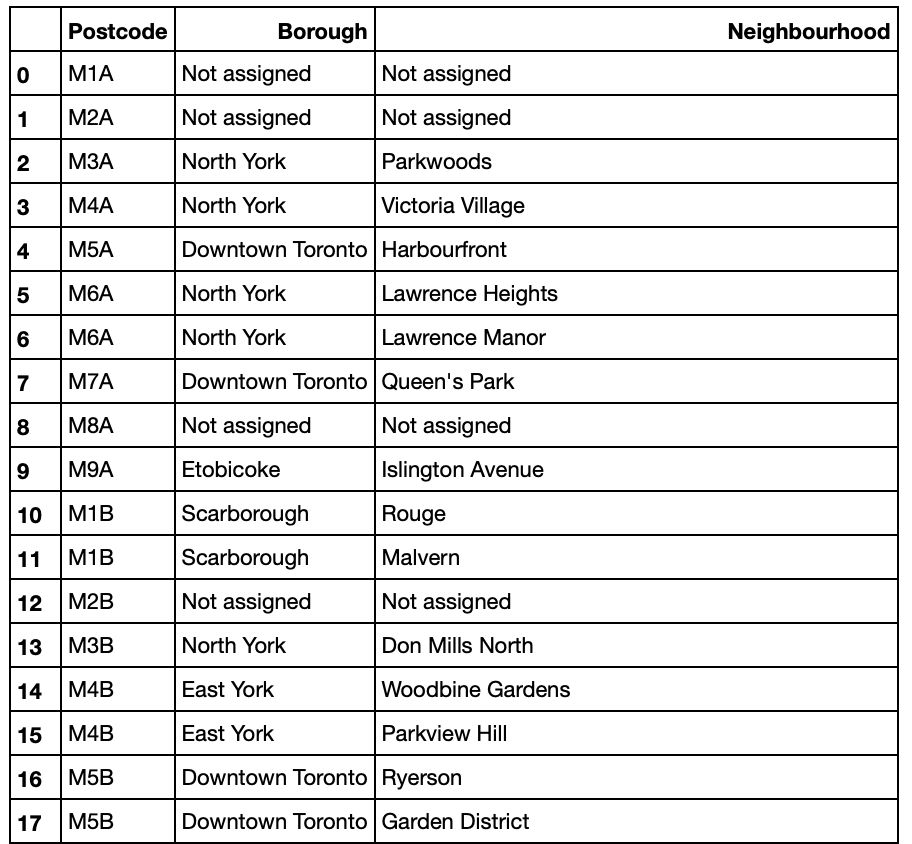 Postcode Borough Neighbourhood
0 M1A Not assigned Not assigned
1 M2A Not assigned Not assigned
2 M3A North York Parkwoods
3 M4A North York Victoria Village
4 M5A Downtown Toronto Harbourfront
5 M6A North York Lawrence Heights
6 M6A North York Lawrence Manor
7 M7A Downtown Toronto Queen's Park
8 M8A Not assigned Not assigned
9 M9A Etobicoke Islington Avenue
10 M1B Scarborough Rouge
11 M1B Scarborough Malvern
12 M2B Not assigned Not assigned
13 M3B North York Don Mills North
14 M4B East York Woodbine Gardens
15 M4B East York Parkview Hill
16 M5B Downtown Toronto Ryerson
17 M5B Downtown Toronto Garden District